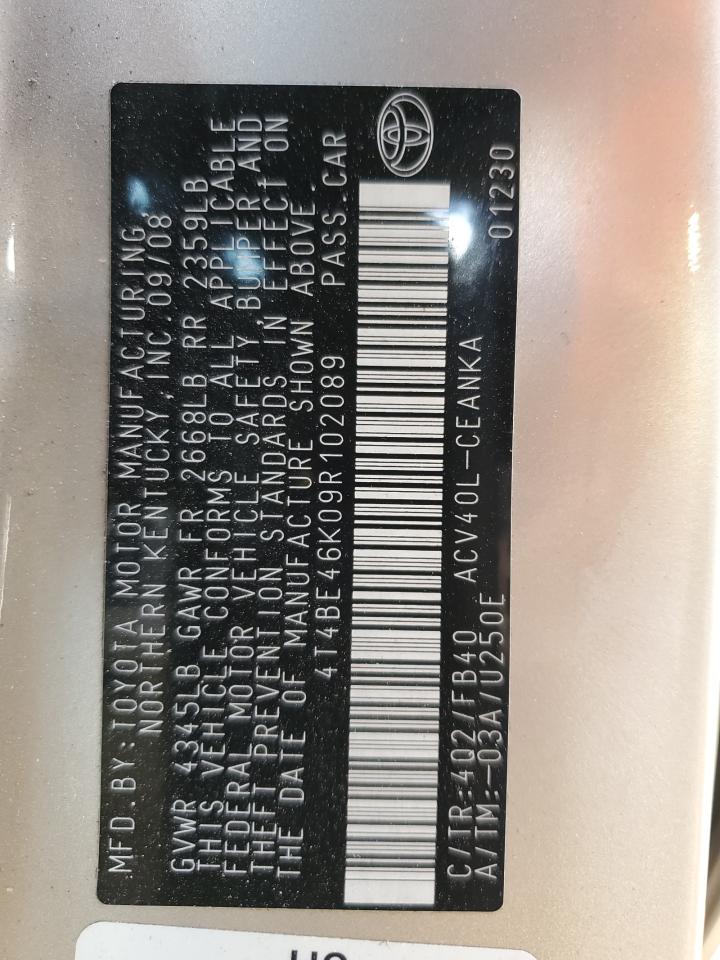 MFD.BY:TOYOTA MOTOR MANUFACTURING,
NORTHERN KENTUCKY,INC.09/08
GVWR 4345LB GAWR FR 2668LB RR 2359LB
THIS VEHICLE CONFORMS TO ALL APPLICABLE
FEDERAL MOTOR VEHICLE SAFETY, BUMPER AND
THEFT PREVENTION STANDARDS IN EFFECT ON
THE DATE OF MANUFACTURE SHOWN ABOVE.
4T4BE46K09R102089 PASS.CAR
C/TR:4Q2/FB40 ACV40L-CEANKA 01230
A/TM:-03A/U250E